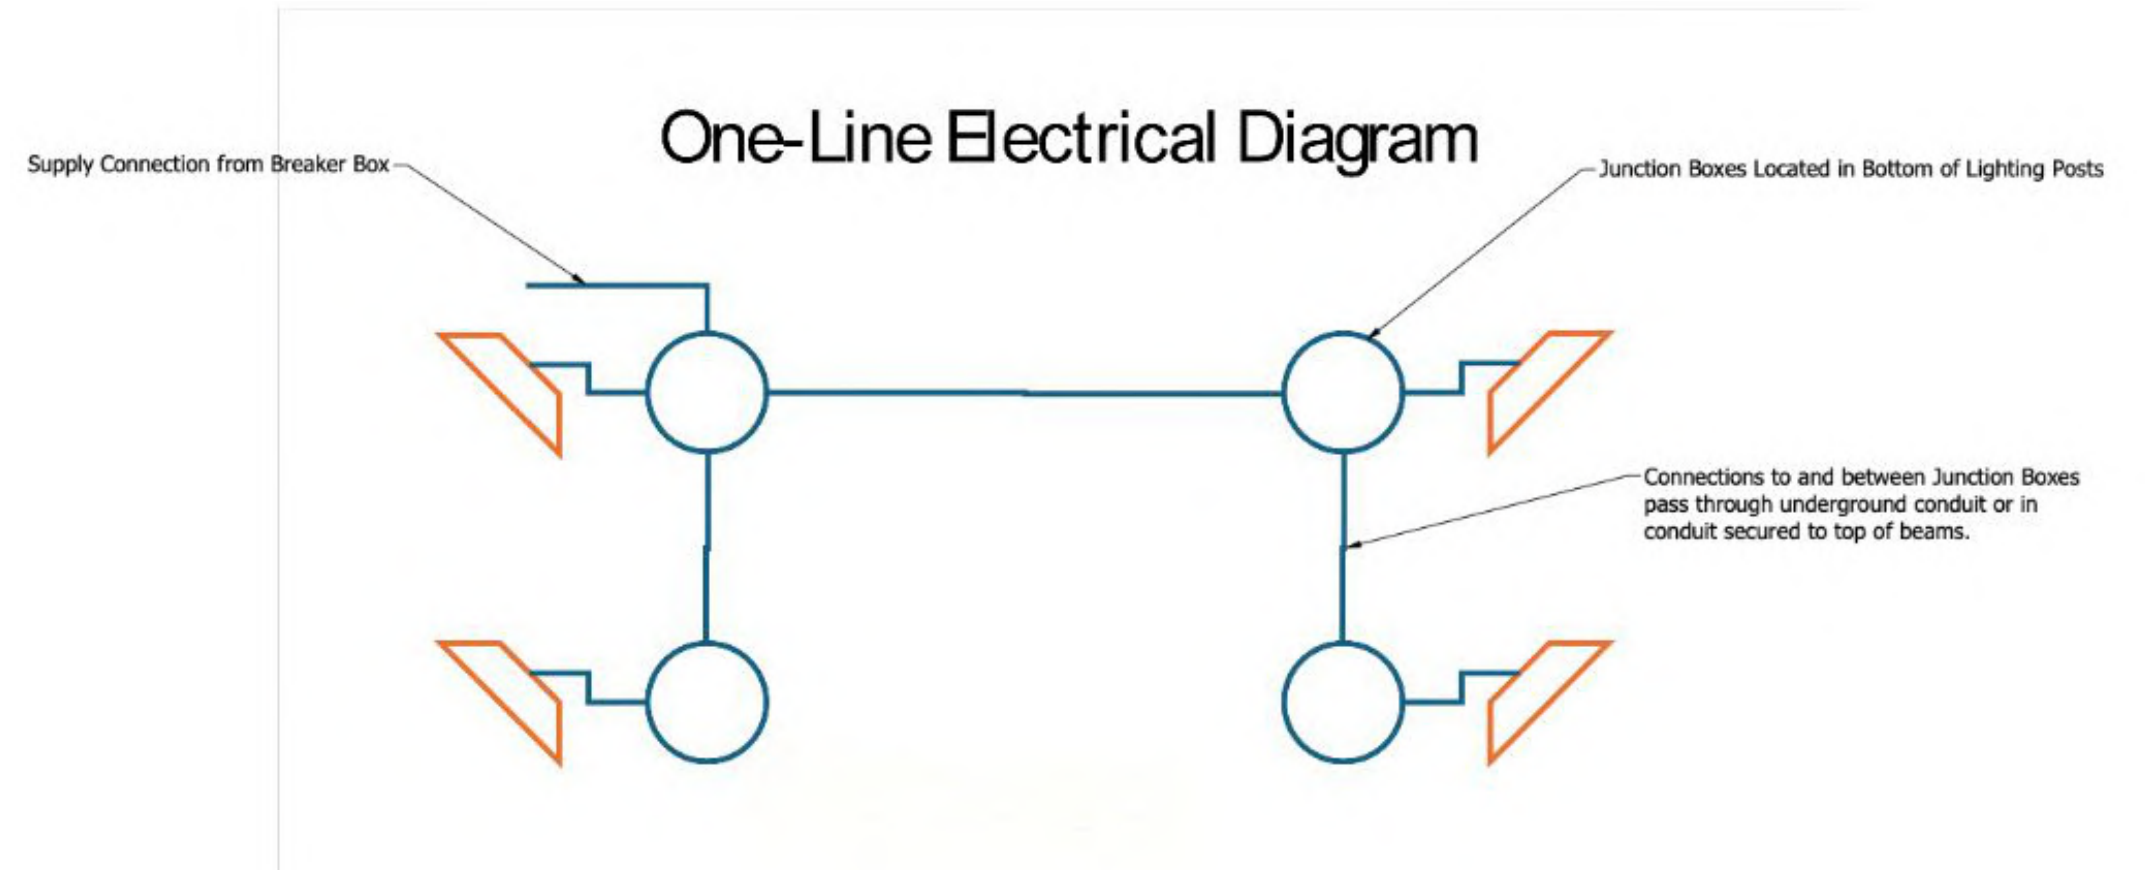 One-Line Electrical Diagram
Supply Connection from Breaker Box
Junction Boxes Located in Bottom of Lighting Posts
Connections to and between Junction Boxes
pass through underground conduit or in
conduit secured to top of beams.